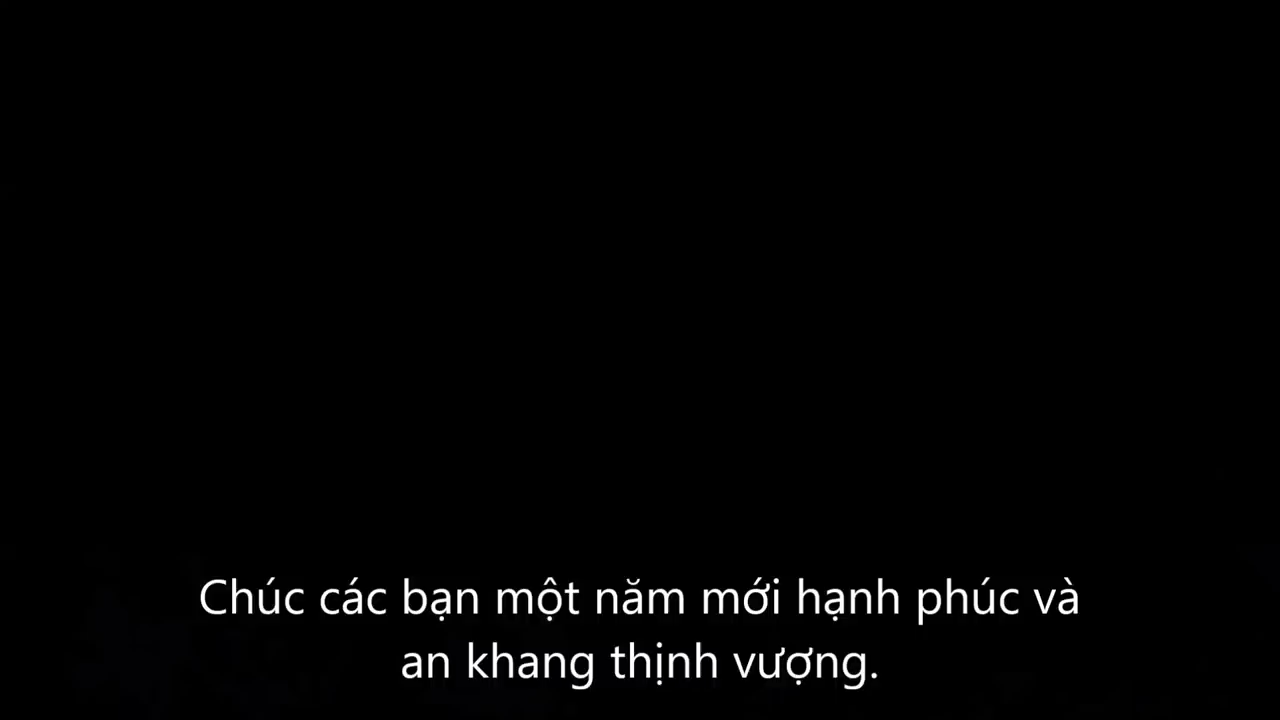 Chúc các bạn một năm mới hạnh phúc và
an khang thịnh vượng.